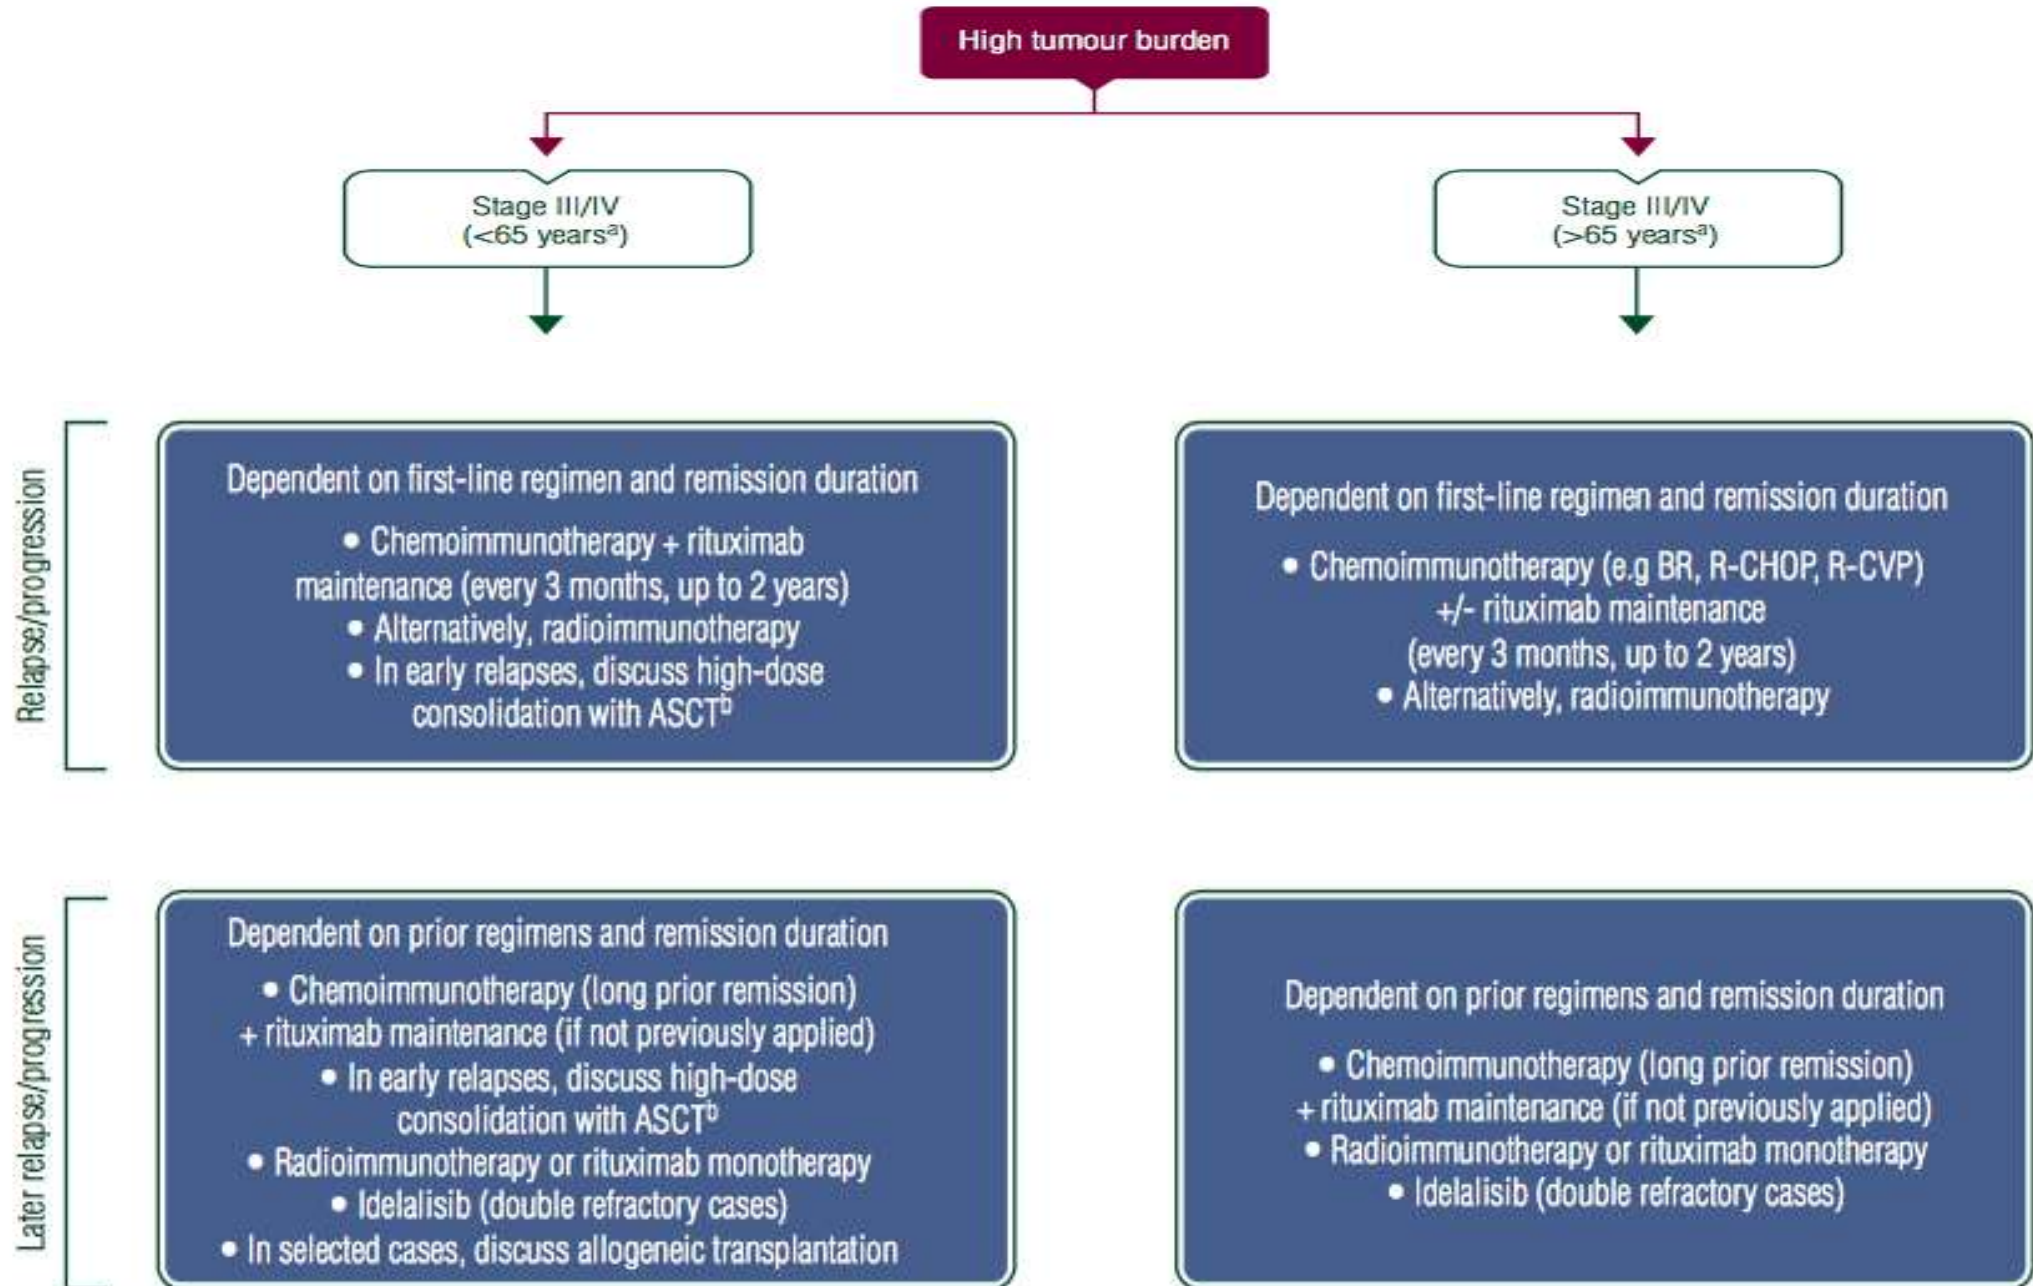 High tumour burden
Stage III/IV
(<65 yearsᵃ)
Stage III/IV
(>65 yearsᵃ)
Relapse/progression
Dependent on first-line regimen and remission duration
• Chemoimmunotherapy + rituximab
maintenance (every 3 months, up to 2 years)
• Alternatively, radioimmunotherapy
• In early relapses, discuss high-dose
consolidation with ASCTᵇ
Dependent on first-line regimen and remission duration
• Chemoimmunotherapy (e.g BR, R-CHOP, R-CVP)
+/- rituximab maintenance
(every 3 months, up to 2 years)
• Alternatively, radioimmunotherapy
Later relapse/progression
Dependent on prior regimens and remission duration
• Chemoimmunotherapy (long prior remission)
+ rituximab maintenance (if not previously applied)
• In early relapses, discuss high-dose
consolidation with ASCTᵇ
• Radioimmunotherapy or rituximab monotherapy
• Idelalisib (double refractory cases)
• In selected cases, discuss allogeneic transplantation
Dependent on prior regimens and remission duration
• Chemoimmunotherapy (long prior remission)
+ rituximab maintenance (if not previously applied)
• Radioimmunotherapy or rituximab monotherapy
• Idelalisib (double refractory cases)